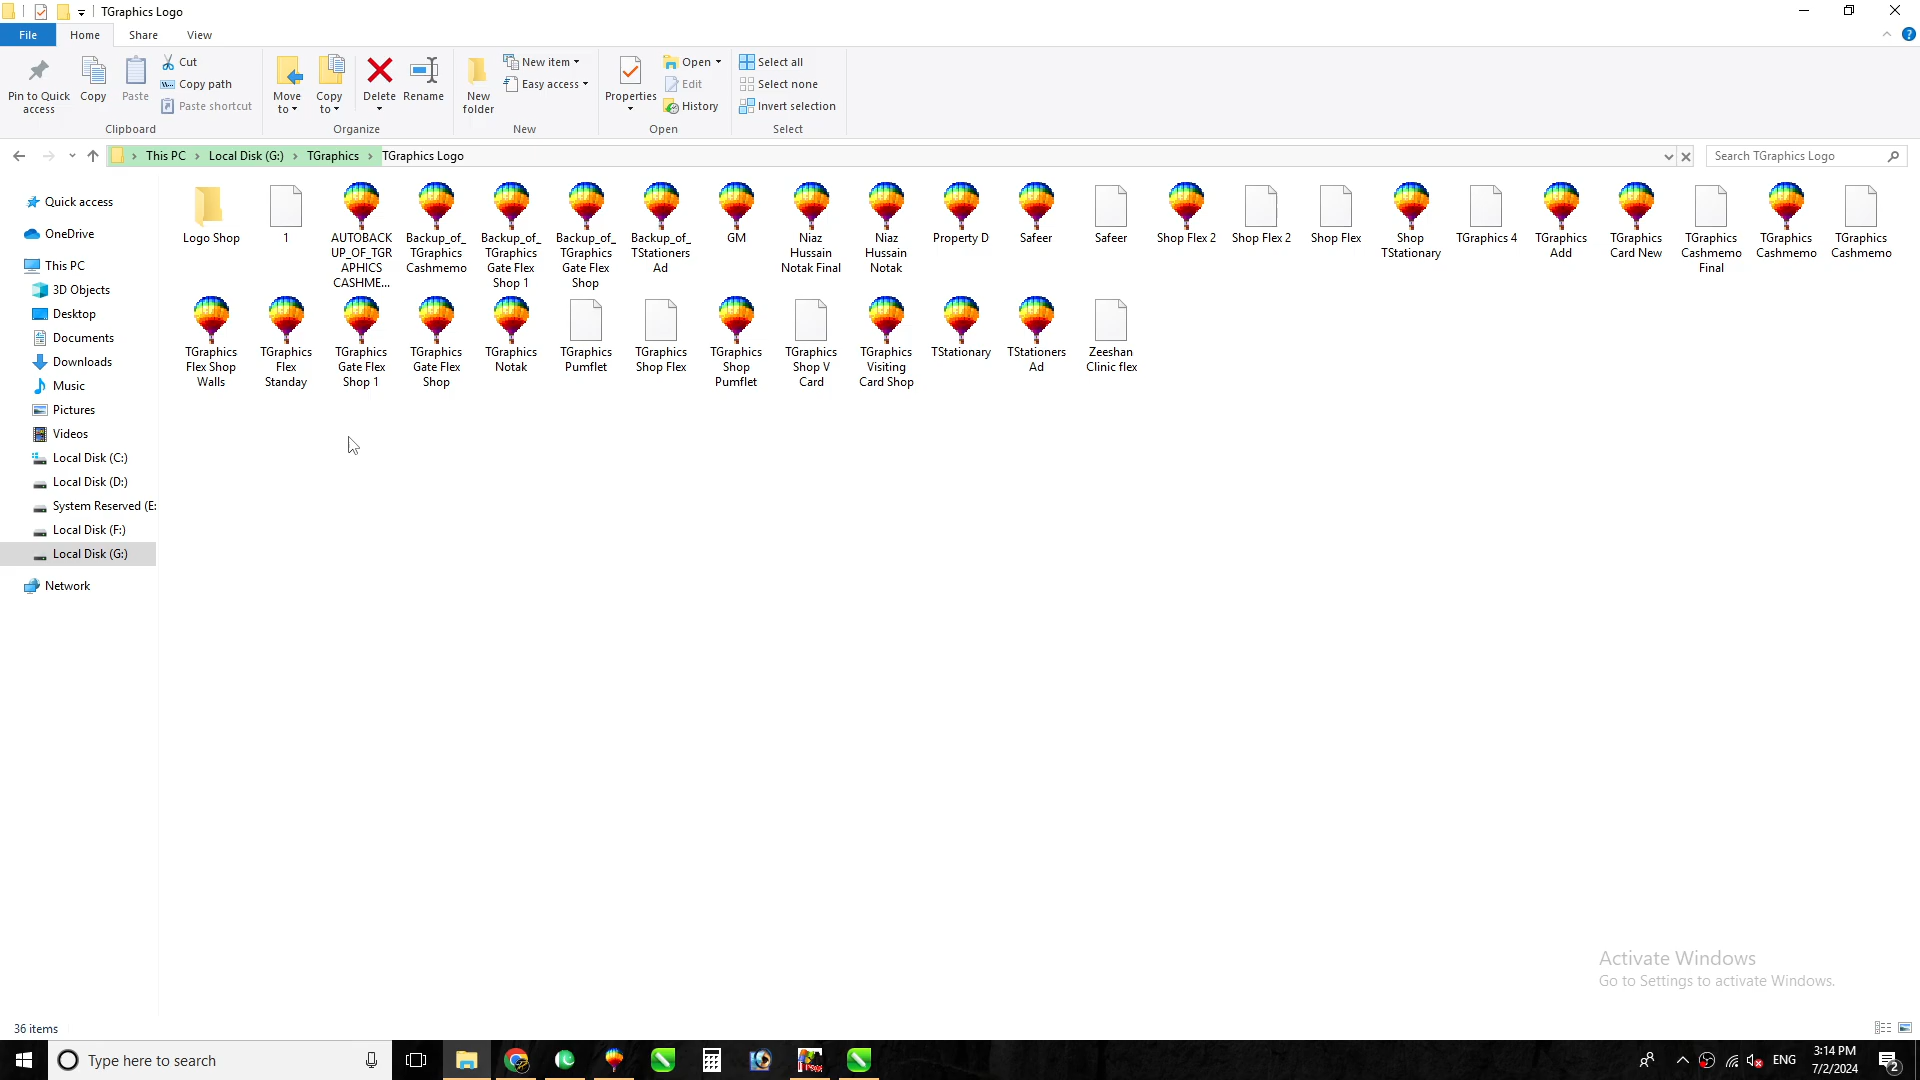 TGraphics Logo
File Home Share View
Pin to Quick access
Copy
Paste
Cut
Copy path
Paste shortcut
Clipboard
Move to
Copy to
Delete
Rename
Organize
New folder
New item
Easy access
New
Properties
Open
Edit
History
Open
Select all
Select none
Invert selection
Select
This PC > Local Disk (G:) > TGraphics > TGraphics Logo
Search TGraphics Logo
Quick access
OneDrive
This PC
3D Objects
Desktop
Documents
Downloads
Music
Pictures
Videos
Local Disk (C:)
Local Disk (D:)
System Reserved (E:
Local Disk (F:)
Local Disk (G:)
Network
Logo Shop
1
AUTOBACK
UP_OF_TGR
APHICS
CASHME...
Backup_of_
TGraphics
Cashmemo
Backup_of_
TGraphics
Gate Flex
Shop 1
Backup_of_
TGraphics
Gate Flex
Shop
Backup_of_
TStationers
Ad
GM
Niaz
Hussain
Notak Final
Niaz
Hussain
Notak
Property D
Safeer
Safeer
Shop Flex 2
Shop Flex 2
Shop Flex
Shop
TStationary
TGraphics 4
TGraphics
Add
TGraphics
Card New
TGraphics
Cashmemo
Final
TGraphics
Cashmemo
TGraphics
Cashmemo
TGraphics
Flex Shop
Walls
TGraphics
Flex
Standay
TGraphics
Gate Flex
Shop 1
TGraphics
Gate Flex
Shop
TGraphics
Notak
TGraphics
Pumflet
TGraphics
Shop Flex
TGraphics
Shop
Pumflet
TGraphics
Shop V
Card
TGraphics
Visiting
Card Shop
TStationary
TStationers
Ad
Zeeshan
Clinic flex
Activate Windows
Go to Settings to activate Windows.
36 items
Type here to search
ENG
3:14 PM
7/2/2024
2